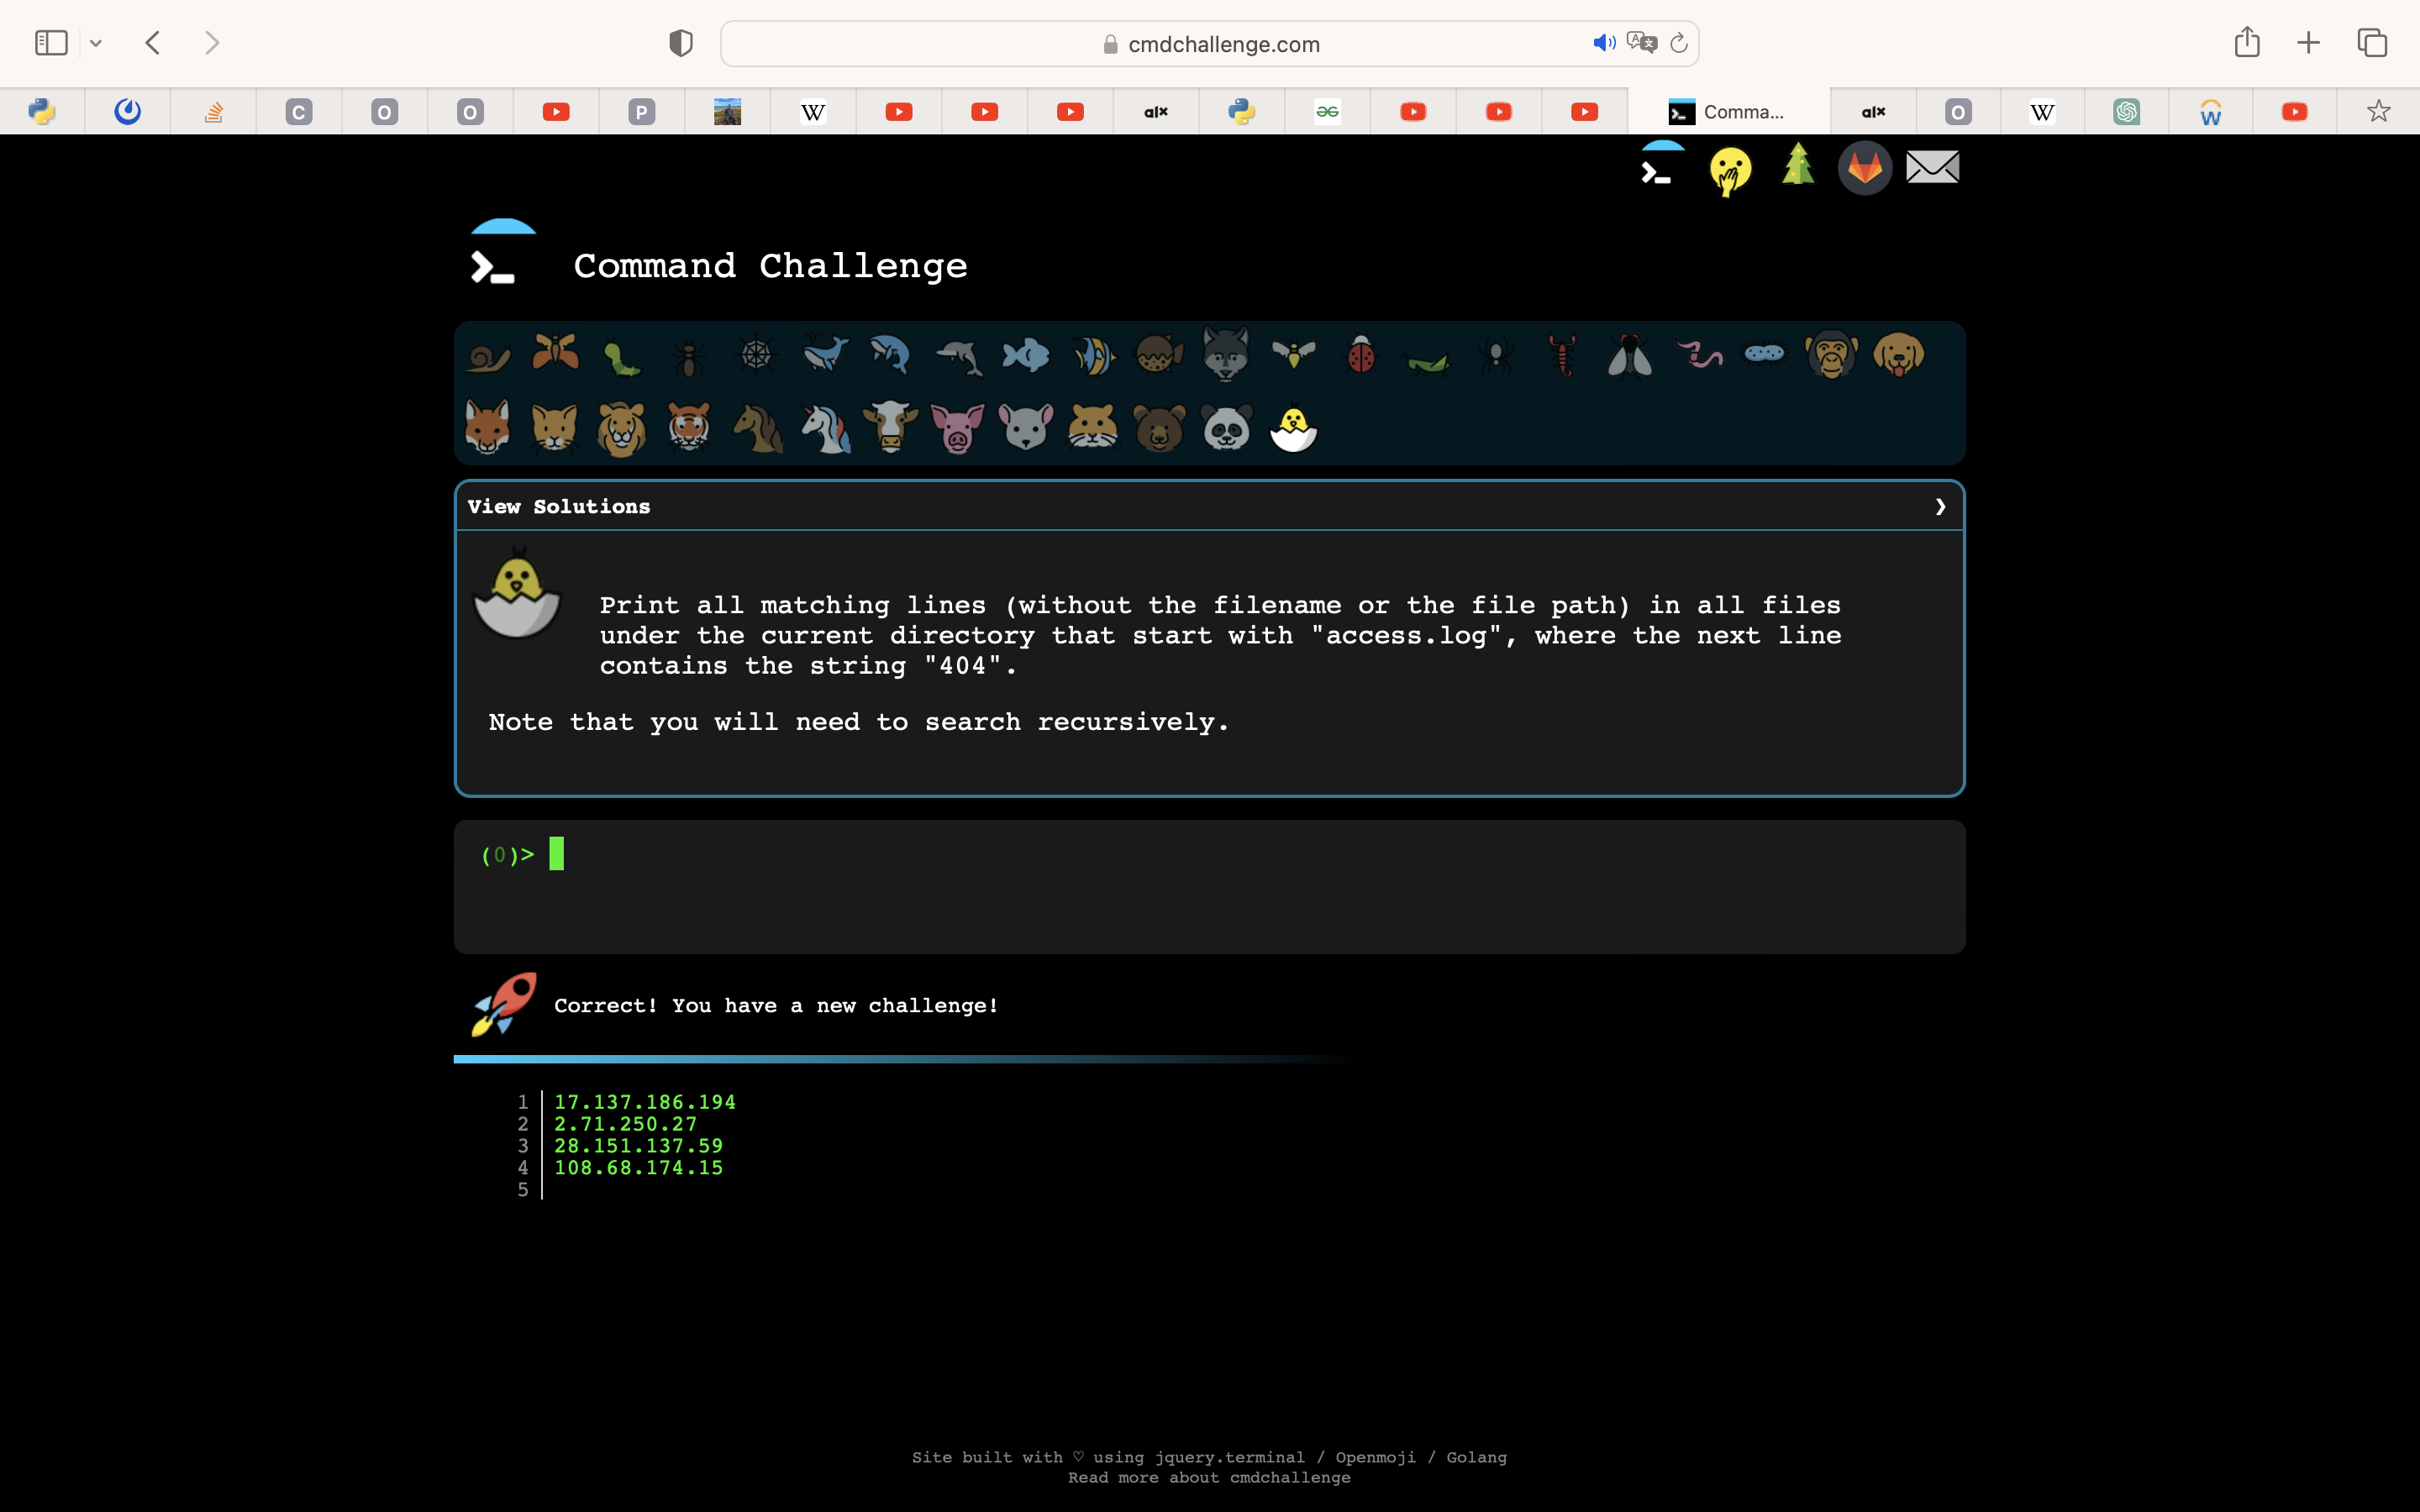 cmdchallenge.com
C
O
O
P
W
alx
Comma...
alx
O
W
W
Command Challenge
View Solutions
Print all matching lines (without the filename or the file path) in all files
under the current directory that start with "access.log", where the next line
contains the string "404".
Note that you will need to search recursively.
(0)>
Correct! You have a new challenge!
1 17.137.186.194
2 2.71.250.27
3 28.151.137.59
4 108.68.174.15
5
Site built with ♡ using jquery.terminal / Openmoji / Golang
Read more about cmdchallenge